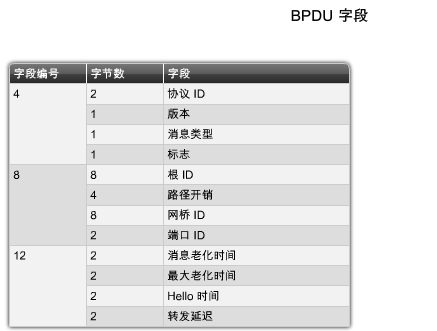 BPDU 字段
字段编号 字节数 字段
4 2 协议 ID
1 版本
1 消息类型
1 标志
8 8 根 ID
4 路径开销
8 网桥 ID
2 端口 ID
12 2 消息老化时间
2 最大老化时间
2 Hello 时间
2 转发延迟